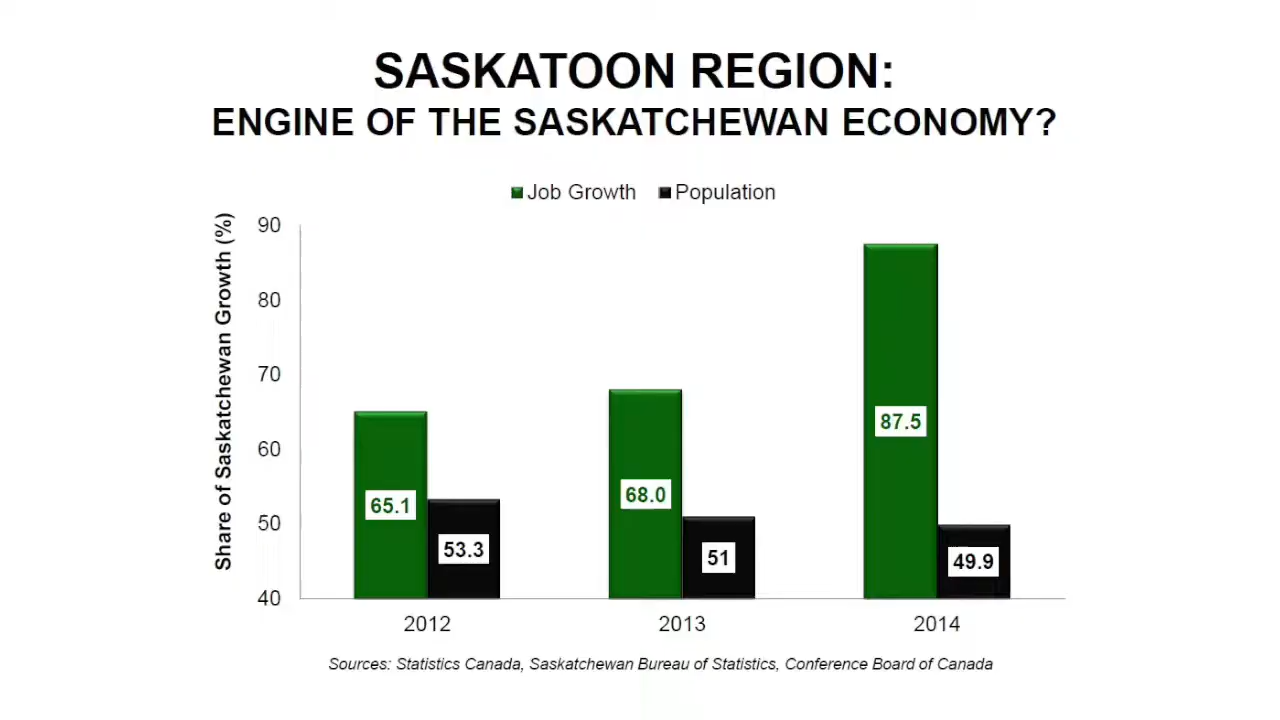 SASKATOON REGION:
ENGINE OF THE SASKATCHEWAN ECONOMY?
Job Growth Population
Share of Saskatchewan Growth (%)
90
80
70
60
50
40
65.1
53.3
68.0
51
87.5
49.9
2012 2013 2014
Sources: Statistics Canada, Saskatchewan Bureau of Statistics, Conference Board of Canada